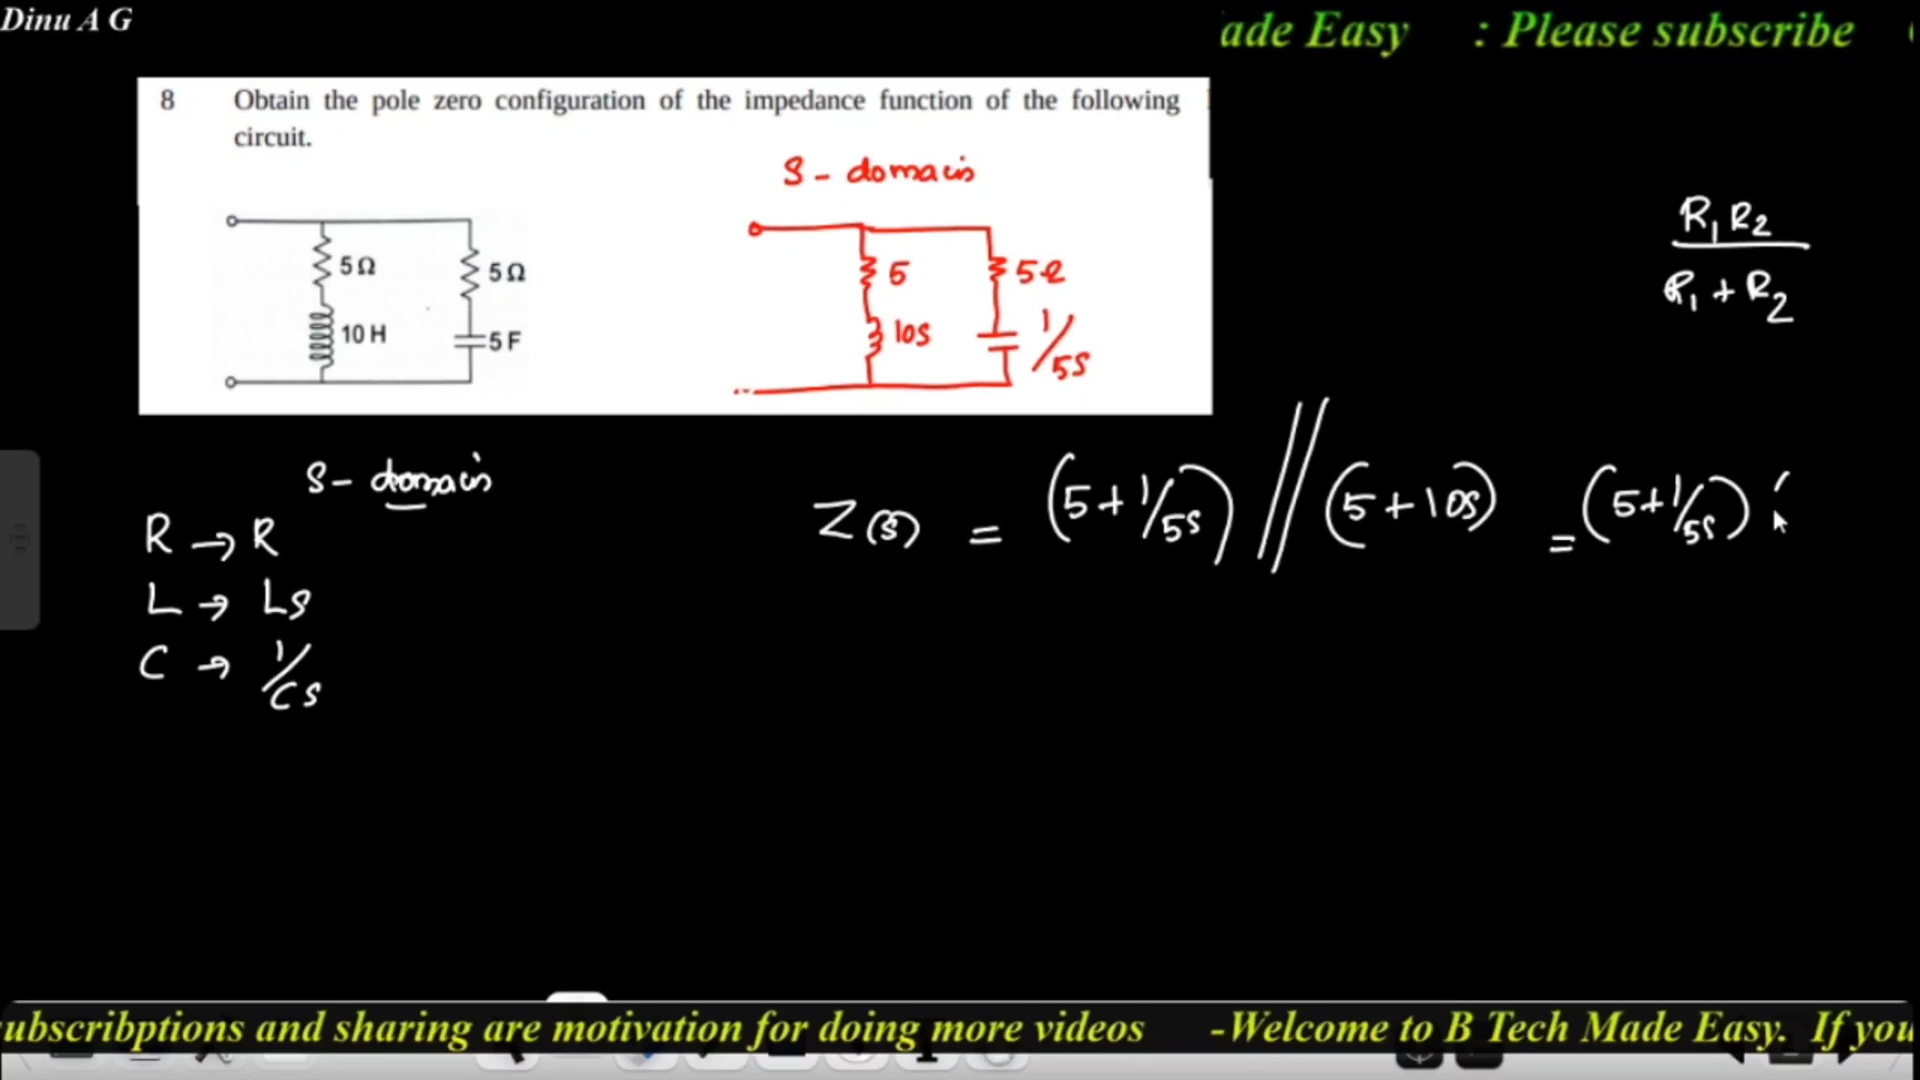 Dinu A G
ade Easy : Please subscribe
8 Obtain the pole zero configuration of the impedance function of the following
circuit.
S - domain
5Ω
10 H
5Ω
5 F
5
10s
5Ω
1/5s
R1 R2
R1 + R2
S - domain
R → R
L → Ls
C → 1/Cs
Z(s) = (5 + 1/5s) // (5 + 10s) = (5 + 1/5s) (
ubscribptions and sharing are motivation for doing more videos -Welcome to B Tech Made Easy. If you